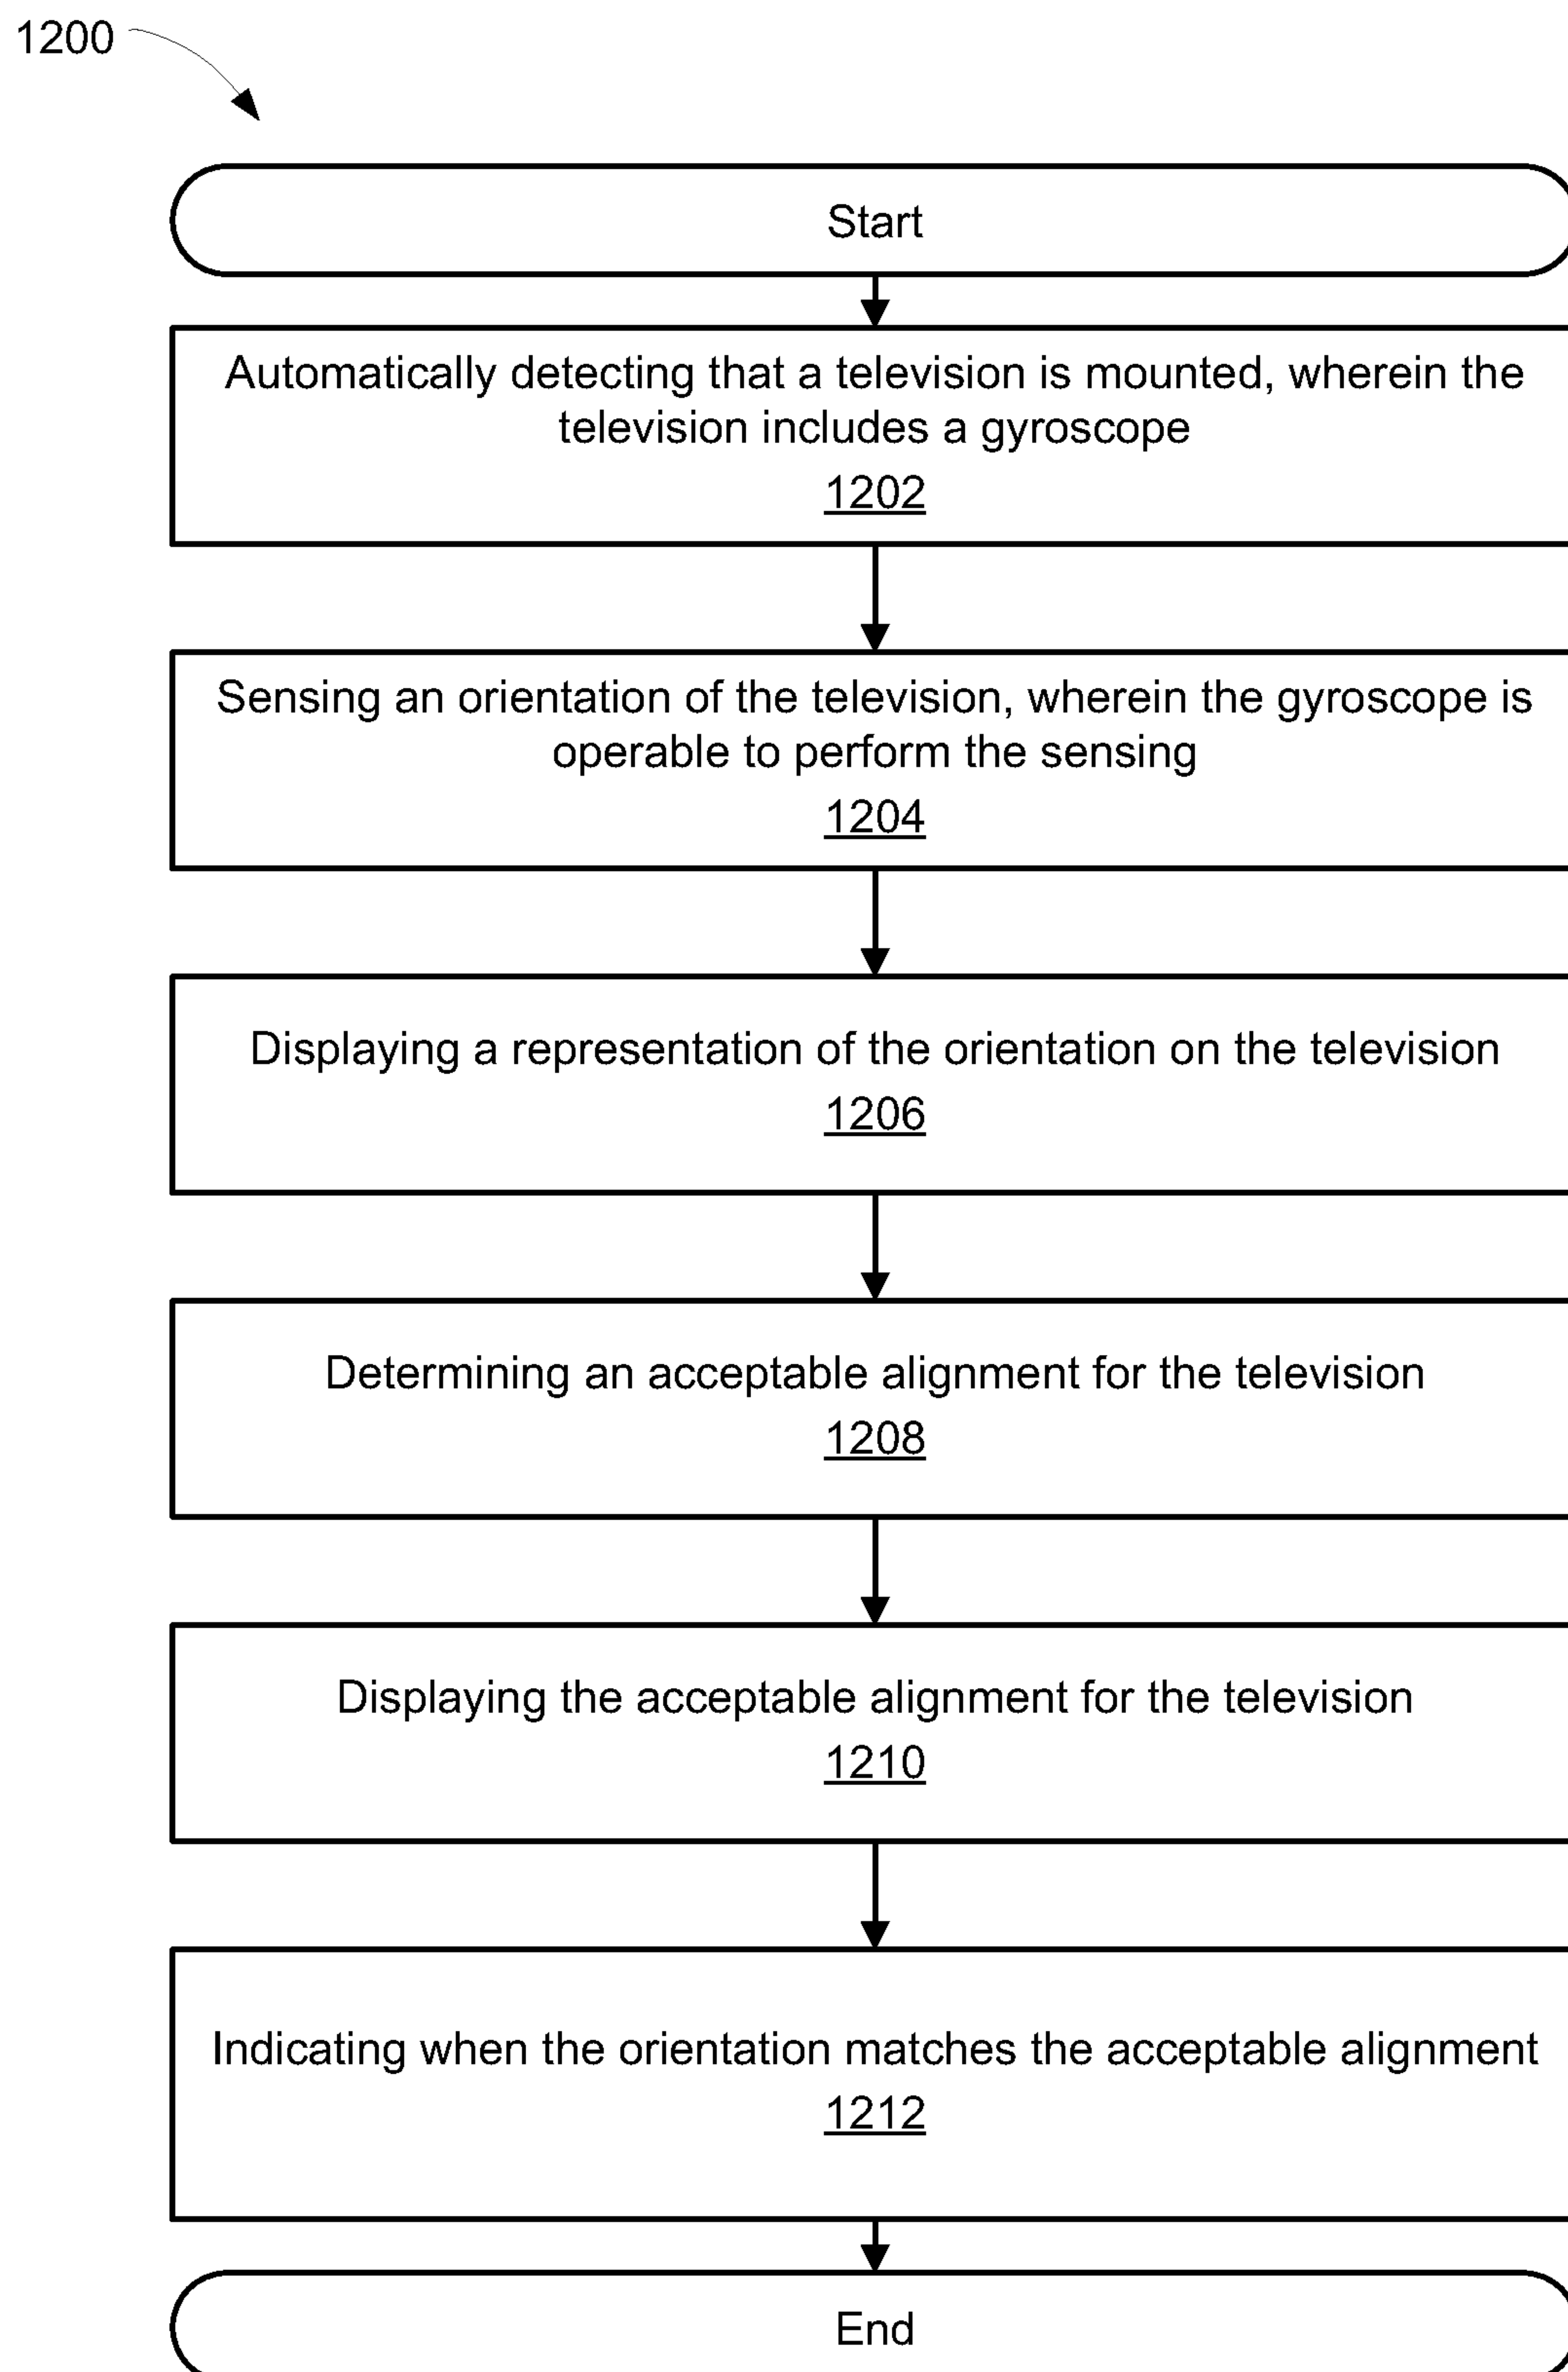 1200
Start
Automatically detecting that a television is mounted, wherein the
television includes a gyroscope
1202
Sensing an orientation of the television, wherein the gyroscope is
operable to perform the sensing
1204
Displaying a representation of the orientation on the television
1206
Determining an acceptable alignment for the television
1208
Displaying the acceptable alignment for the television
1210
Indicating when the orientation matches the acceptable alignment
1212
End